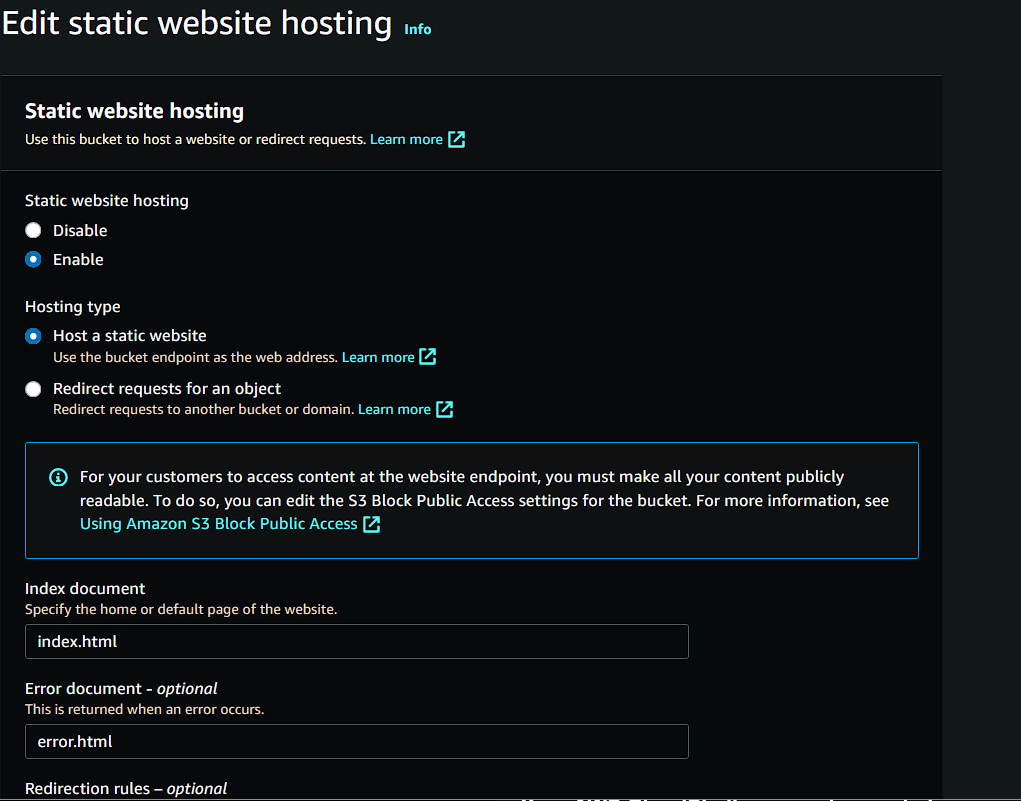 Edit static website hosting Info
Static website hosting
Use this bucket to host a website or redirect requests. Learn more
Static website hosting
Disable
Enable
Hosting type
Host a static website
Use the bucket endpoint as the web address. Learn more
Redirect requests for an object
Redirect requests to another bucket or domain. Learn more
For your customers to access content at the website endpoint, you must make all your content publicly
readable. To do so, you can edit the S3 Block Public Access settings for the bucket. For more information, see
Using Amazon S3 Block Public Access
Index document
Specify the home or default page of the website.
index.html
Error document - optional
This is returned when an error occurs.
error.html
Redirection rules – optional